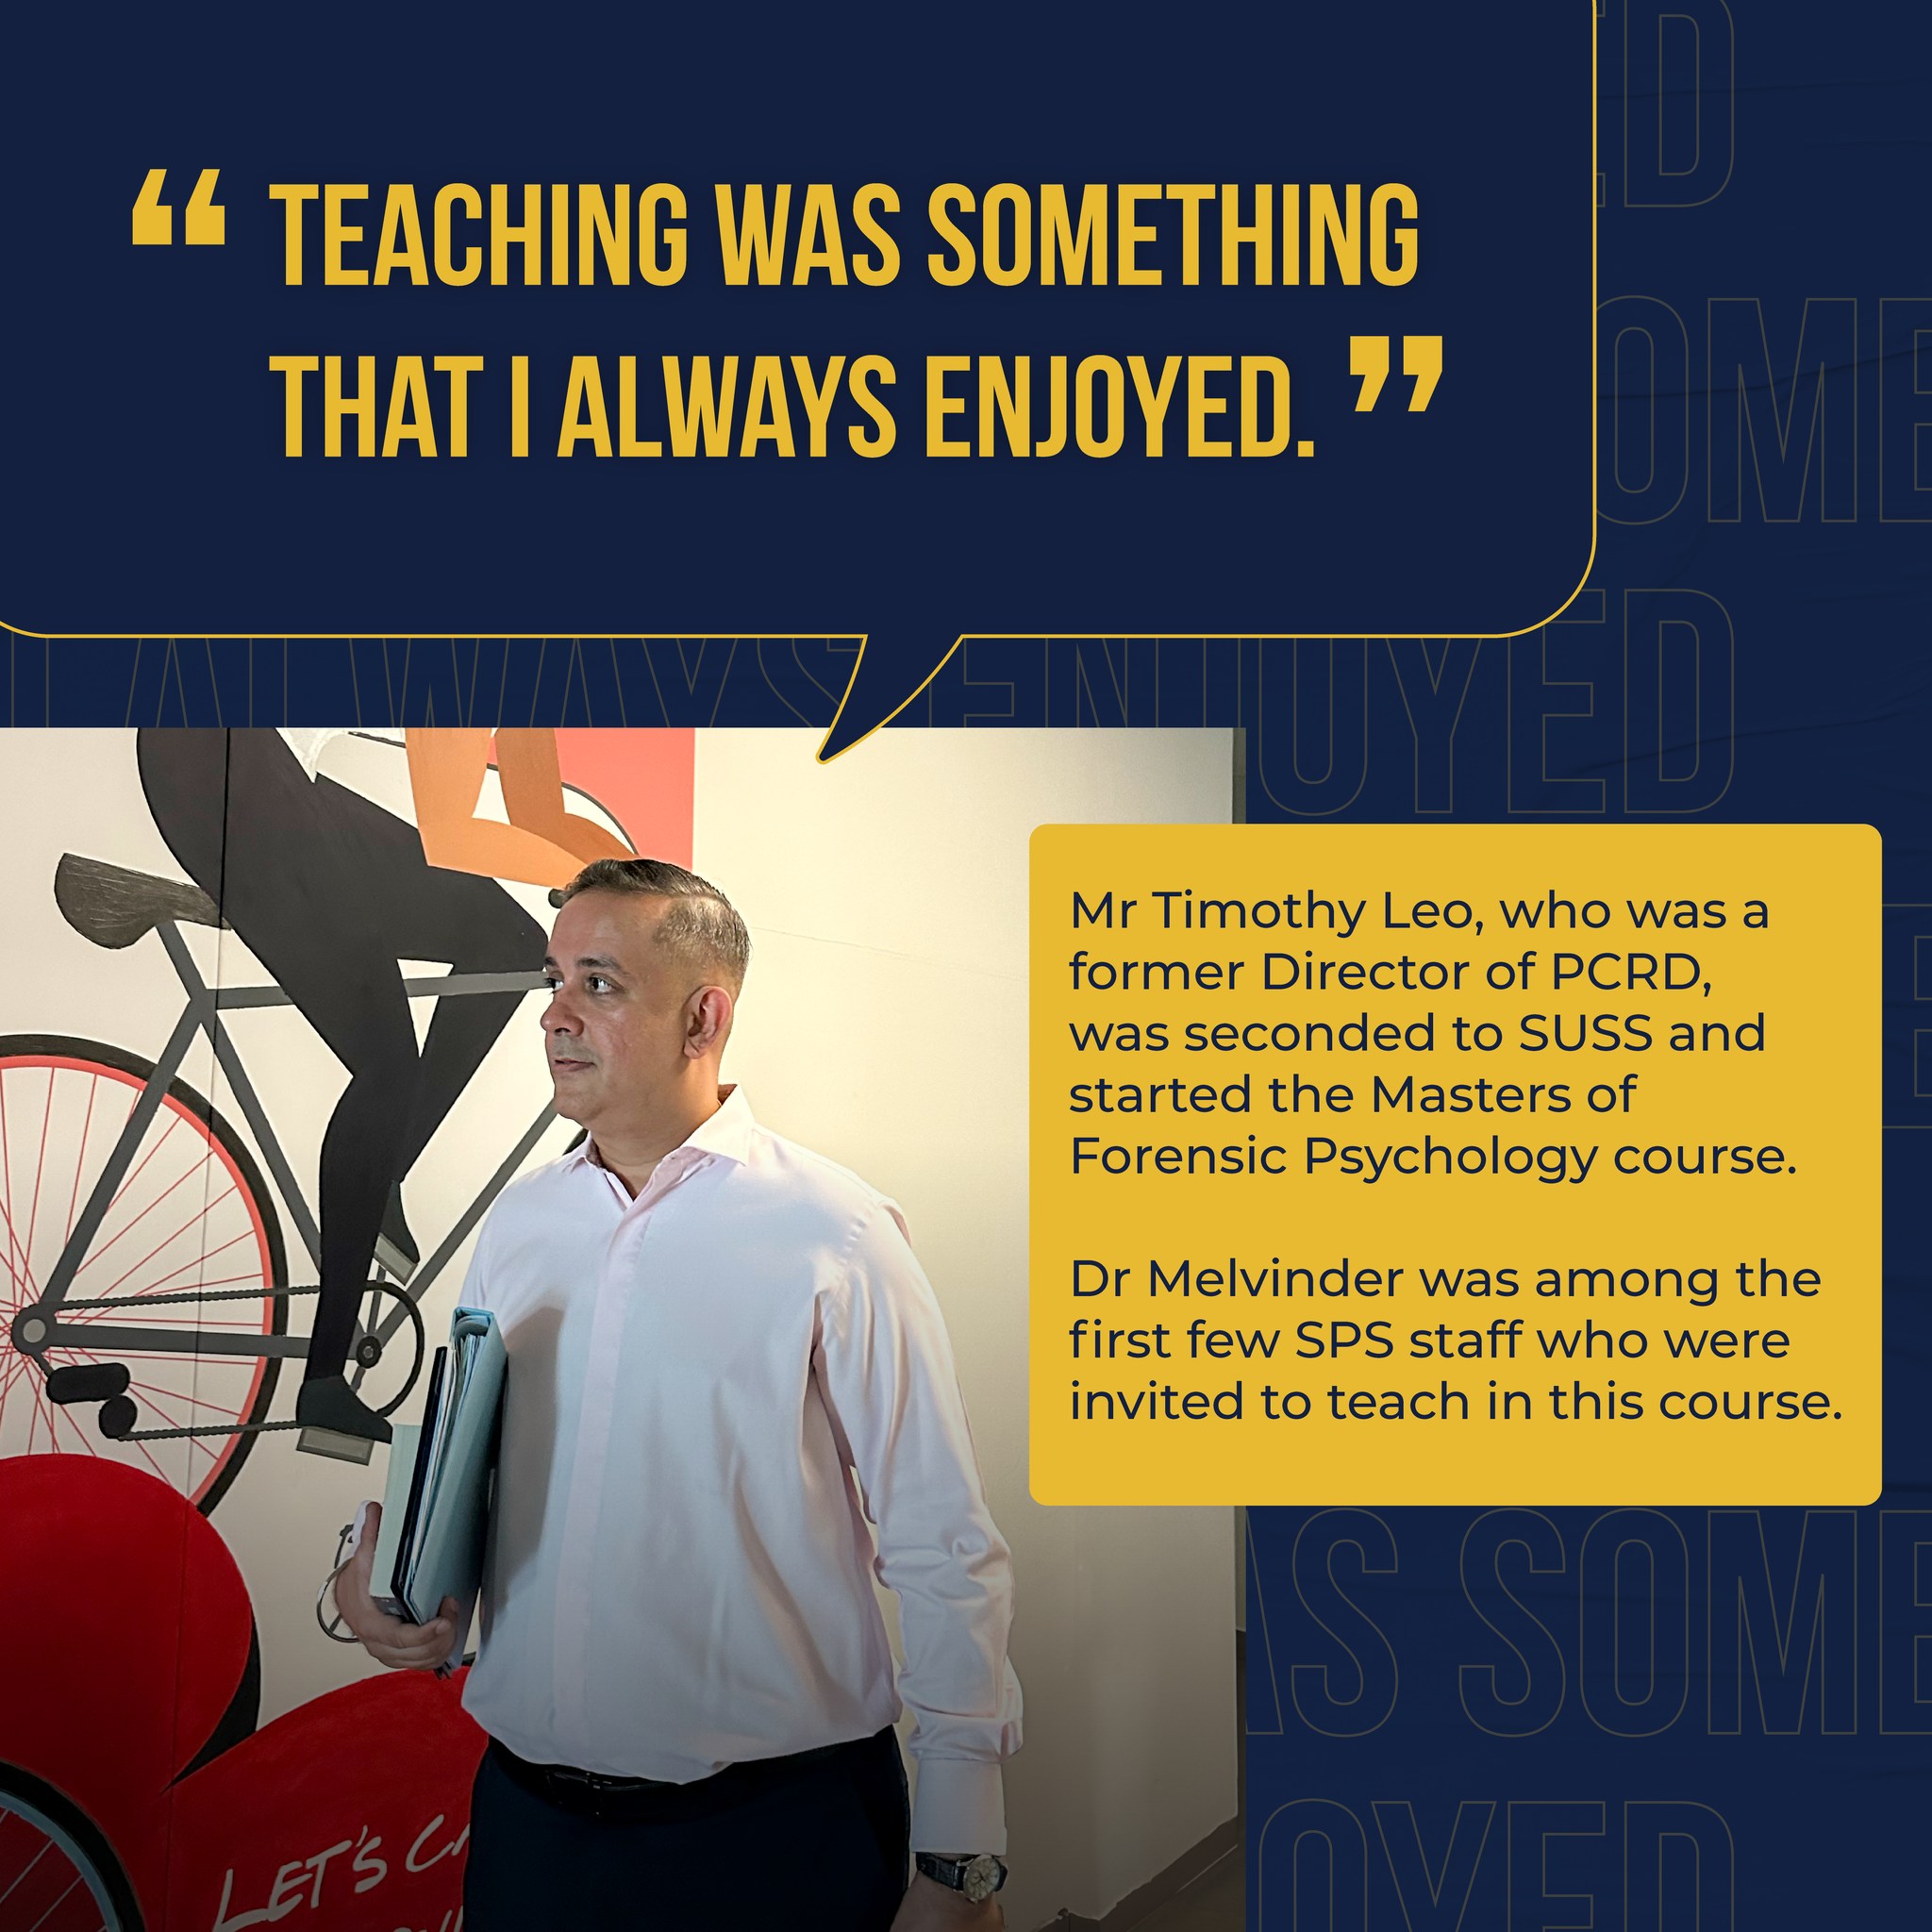 “ TEACHING WAS SOMETHING
THAT I ALWAYS ENJOYED. ”
Mr Timothy Leo, who was a
former Director of PCRD,
was seconded to SUSS and
started the Masters of
Forensic Psychology course.
Dr Melvinder was among the
first few SPS staff who were
invited to teach in this course.
LET'S